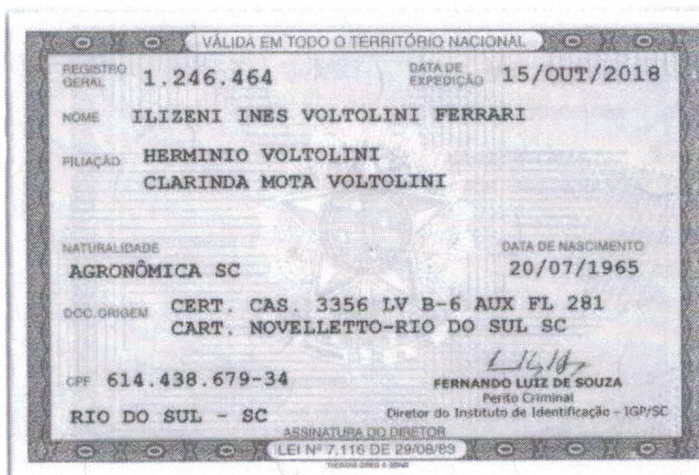 VÁLIDA EM TODO O TERRITÓRIO NACIONAL
REGISTRO GERAL 1.246.464 DATA DE EXPEDIÇÃO 15/OUT/2018
NOME ILIZENI INES VOLTOLINI FERRARI
FILIAÇÃO HERMINIO VOLTOLINI
CLARINDA MOTA VOLTOLINI
NATURALIDADE DATA DE NASCIMENTO
AGRONÔMICA SC 20/07/1965
DOC.ORIGEM CERT. CAS. 3356 LV B-6 AUX FL 281
CART. NOVELLETTO-RIO DO SUL SC
CPF 614.438.679-34
FERNANDO LUIZ DE SOUZA
Perito Criminal
RIO DO SUL - SC Diretor do Instituto de Identificação - IGP/SC
ASSINATURA DO DIRETOR
LEI Nº 7.116 DE 29/08/83